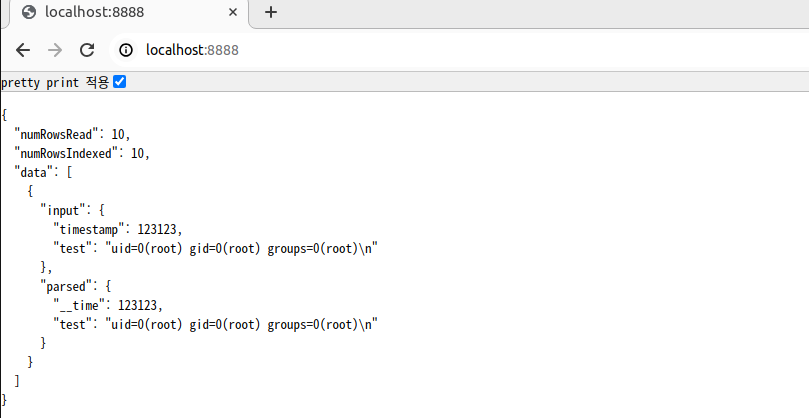 localhost:8888
localhost:8888
pretty print 적용
{
  "numRowsRead": 10,
  "numRowsIndexed": 10,
  "data": [
    {
      "input": {
        "timestamp": 123123,
        "test": "uid=0(root) gid=0(root) groups=0(root)\n"
      },
      "parsed": {
        "__time": 123123,
        "test": "uid=0(root) gid=0(root) groups=0(root)\n"
      }
    }
  ]
}